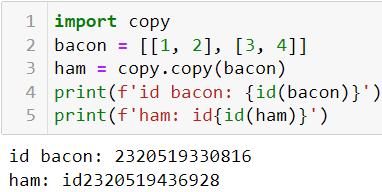 1 import copy
2 bacon = [[1, 2], [3, 4]]
3 ham = copy.copy(bacon)
4 print(f'id bacon: {id(bacon)}')
5 print(f'ham: id{id(ham)}')
id bacon: 2320519330816
ham: id2320519436928